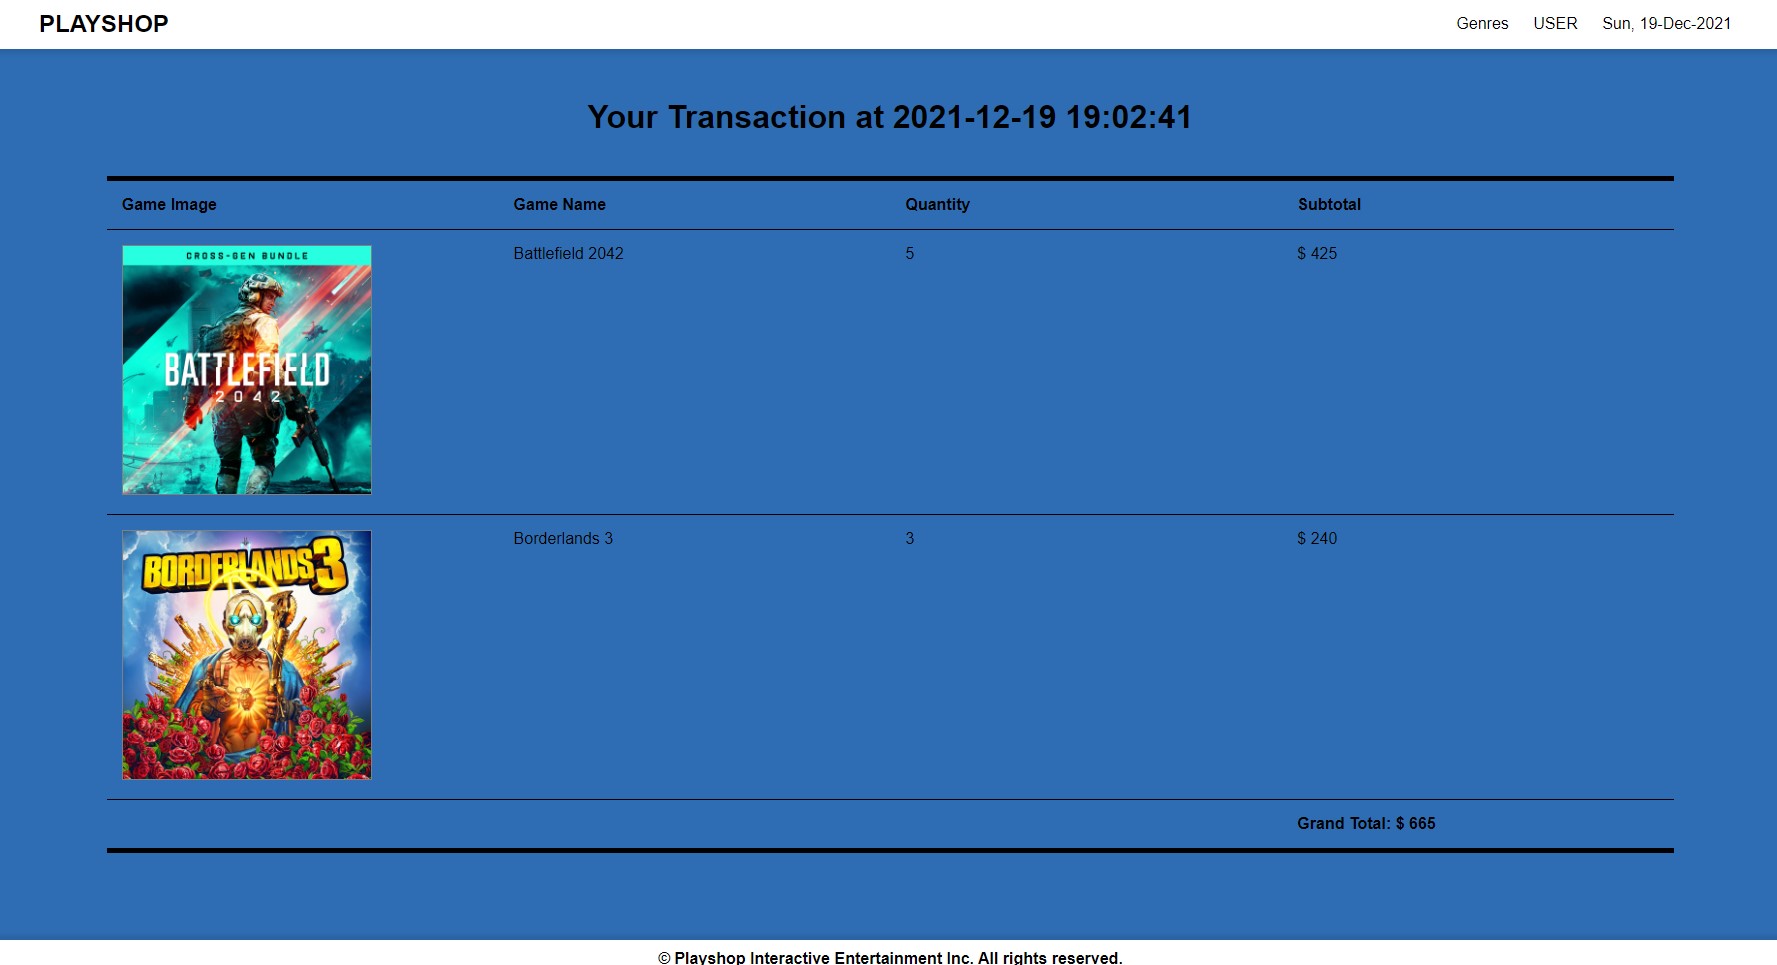 PLAYSHOP Genres USER Sun, 19-Dec-2021
Your Transaction at 2021-12-19 19:02:41
Game Image Game Name Quantity Subtotal
CROSS-GEN BUNDLE
BATTLEFIELD
2042
Battlefield 2042 5 $ 425
BORDERLANDS 3
Borderlands 3 3 $ 240
Grand Total: $ 665
© Playshop Interactive Entertainment Inc. All rights reserved.